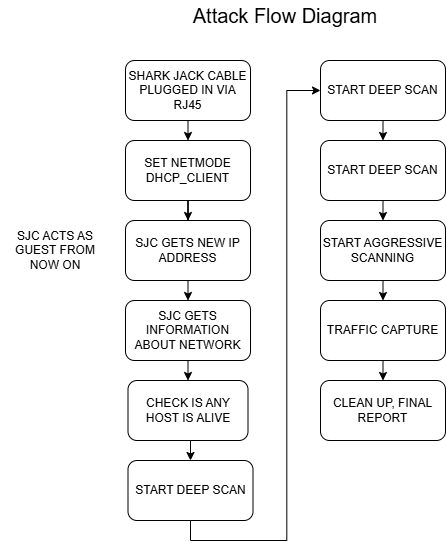 Attack Flow Diagram
SHARK JACK CABLE
PLUGGED IN VIA
RJ45
SET NETMODE
DHCP_CLIENT
SJC ACTS AS
GUEST FROM
NOW ON
SJC GETS NEW IP
ADDRESS
SJC GETS
INFORMATION
ABOUT NETWORK
CHECK IS ANY
HOST IS ALIVE
START DEEP SCAN
START DEEP SCAN
START DEEP SCAN
START AGGRESSIVE
SCANNING
TRAFFIC CAPTURE
CLEAN UP, FINAL
REPORT